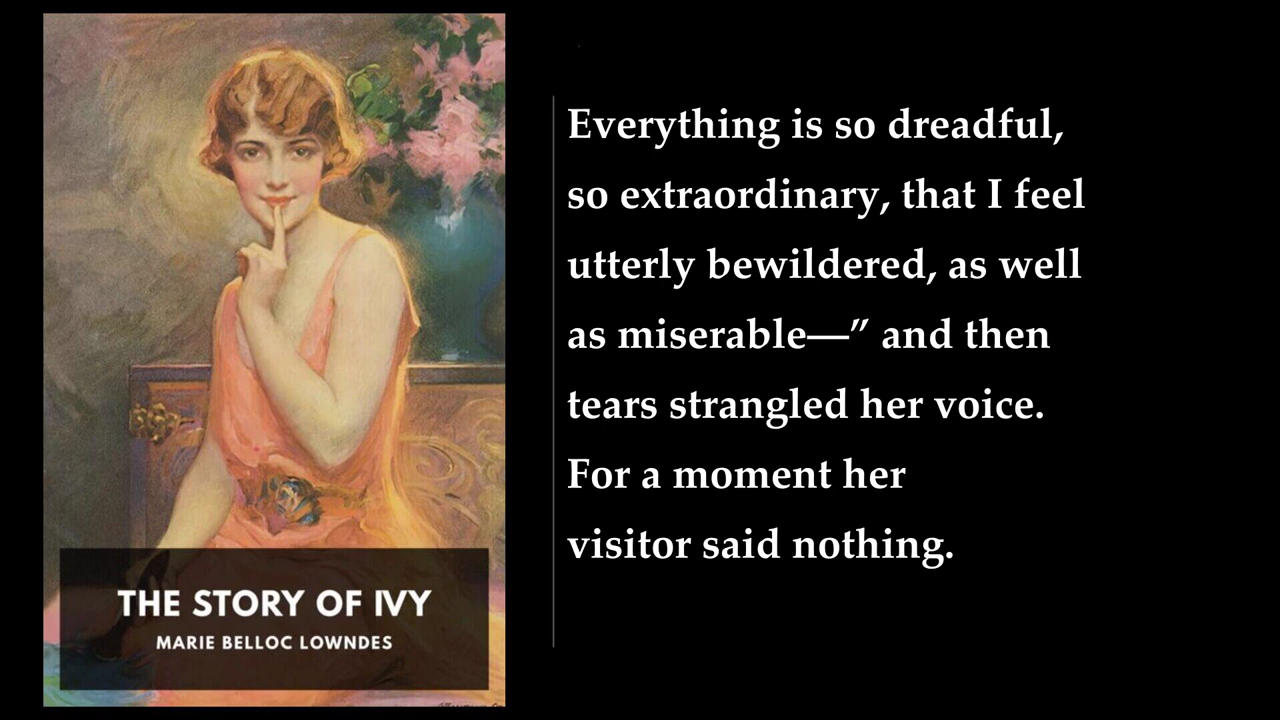 THE STORY OF IVY
MARIE BELLOC LOWNDES
Everything is so dreadful,
so extraordinary, that I feel
utterly bewildered, as well
as miserable—” and then
tears strangled her voice.
For a moment her
visitor said nothing.